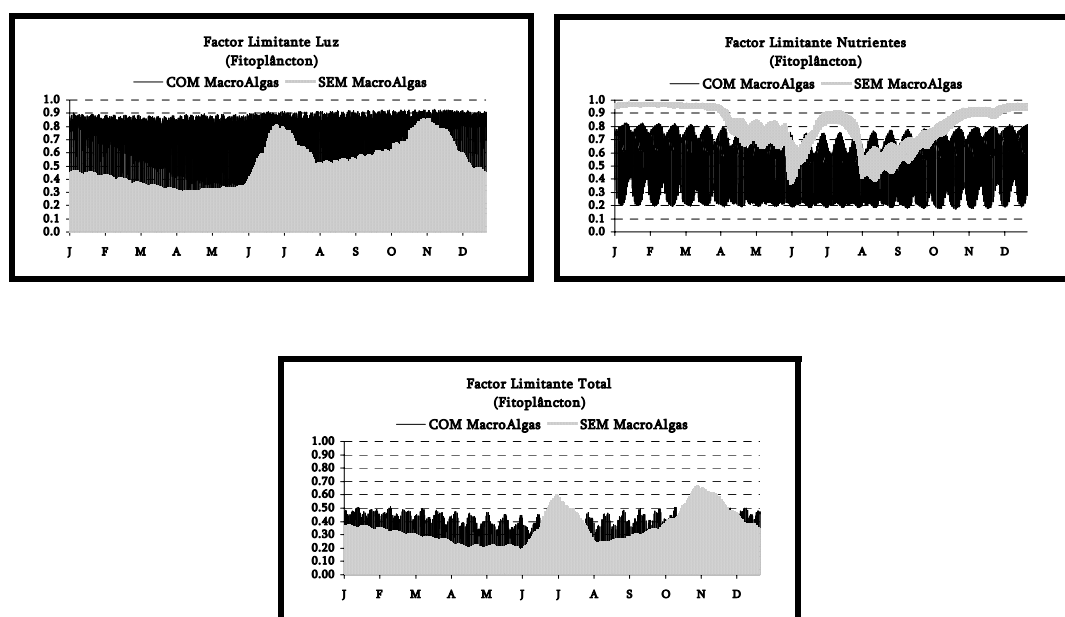 Factor Limitante Luz
(Fitoplâncton)
COM MacroAlgas SEM MacroAlgas
1.0
0.9
0.8
0.7
0.6
0.5
0.4
0.3
0.2
0.1
0.0
J F M A M J J A S O N D
Factor Limitante Nutrientes
(Fitoplâncton)
COM MacroAlgas SEM MacroAlgas
1.0
0.9
0.8
0.7
0.6
0.5
0.4
0.3
0.2
0.1
0.0
J F M A M J J A S O N D
Factor Limitante Total
(Fitoplâncton)
COM MacroAlgas SEM MacroAlgas
1.00
0.90
0.80
0.70
0.60
0.50
0.40
0.30
0.20
0.10
0.00
J F M A M J J A S O N D